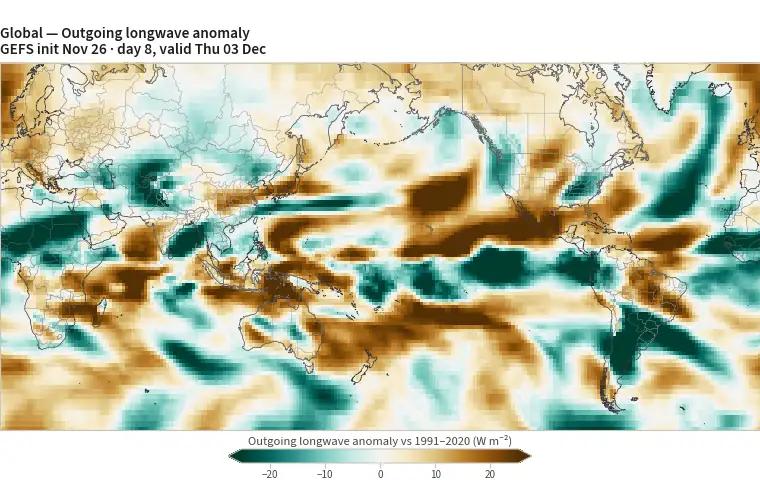 Global — Outgoing longwave anomaly
GEFS init Nov 26 · day 8, valid Thu 03 Dec
Outgoing longwave anomaly vs 1991–2020 (W m⁻²)
−20 −10 0 10 20